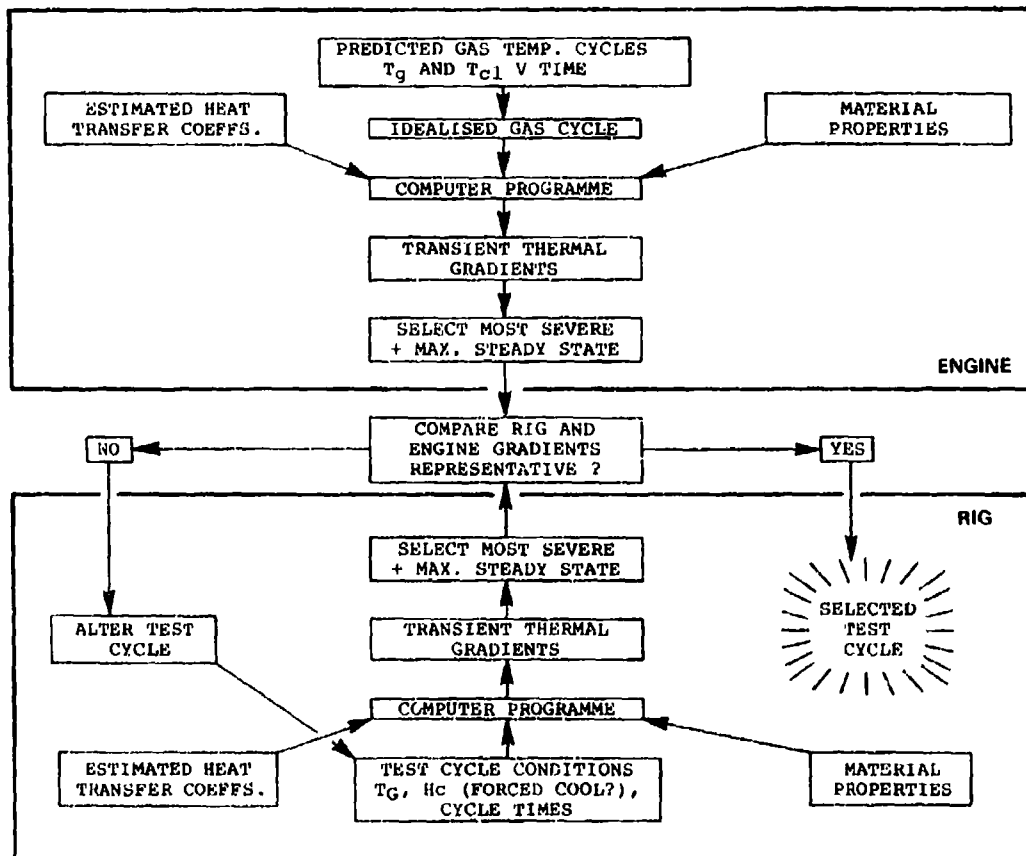 PREDICTED GAS TEMP. CYCLES
Tg AND Tcl V TIME
ESTIMATED HEAT
TRANSFER COEFFS.
IDEALISED GAS CYCLE
MATERIAL
PROPERTIES
COMPUTER PROGRAMME
TRANSIENT THERMAL
GRADIENTS
SELECT MOST SEVERE
+ MAX. STEADY STATE
ENGINE
NO
COMPARE RIG AND
ENGINE GRADIENTS
REPRESENTATIVE ?
YES
RIG
SELECT MOST SEVERE
+ MAX. STEADY STATE
ALTER TEST
CYCLE
TRANSIENT THERMAL
GRADIENTS
SELECTED
TEST
CYCLE
COMPUTER PROGRAMME
ESTIMATED HEAT
TRANSFER COEFFS.
TEST CYCLE CONDITIONS
TG, Hc (FORCED COOL?),
CYCLE TIMES
MATERIAL
PROPERTIES